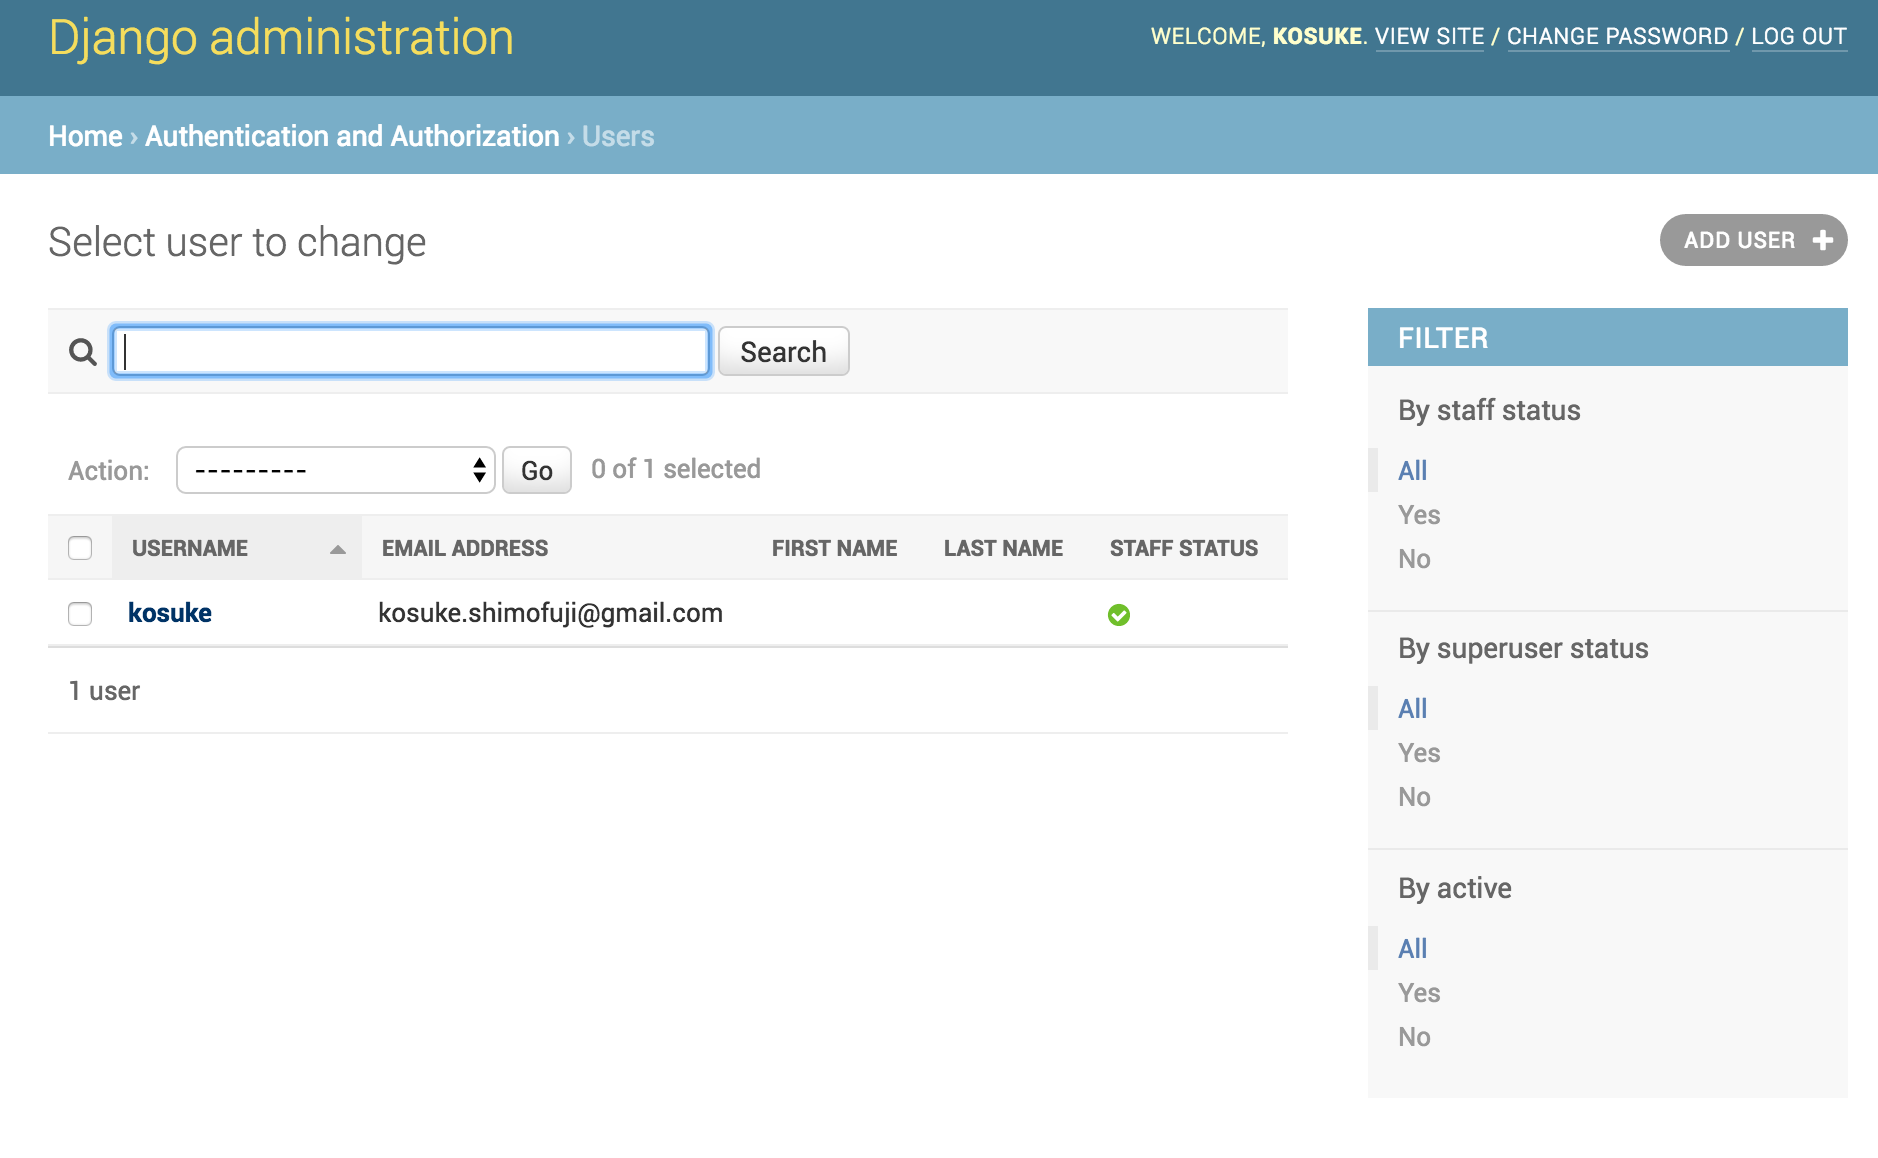 Django administration
WELCOME, KOSUKE. VIEW SITE / CHANGE PASSWORD / LOG OUT
Home › Authentication and Authorization › Users
Select user to change
ADD USER +
Search
Action: --------- Go 0 of 1 selected
USERNAME EMAIL ADDRESS FIRST NAME LAST NAME STAFF STATUS
kosuke kosuke.shimofuji@gmail.com
1 user
FILTER
By staff status
All
Yes
No
By superuser status
All
Yes
No
By active
All
Yes
No